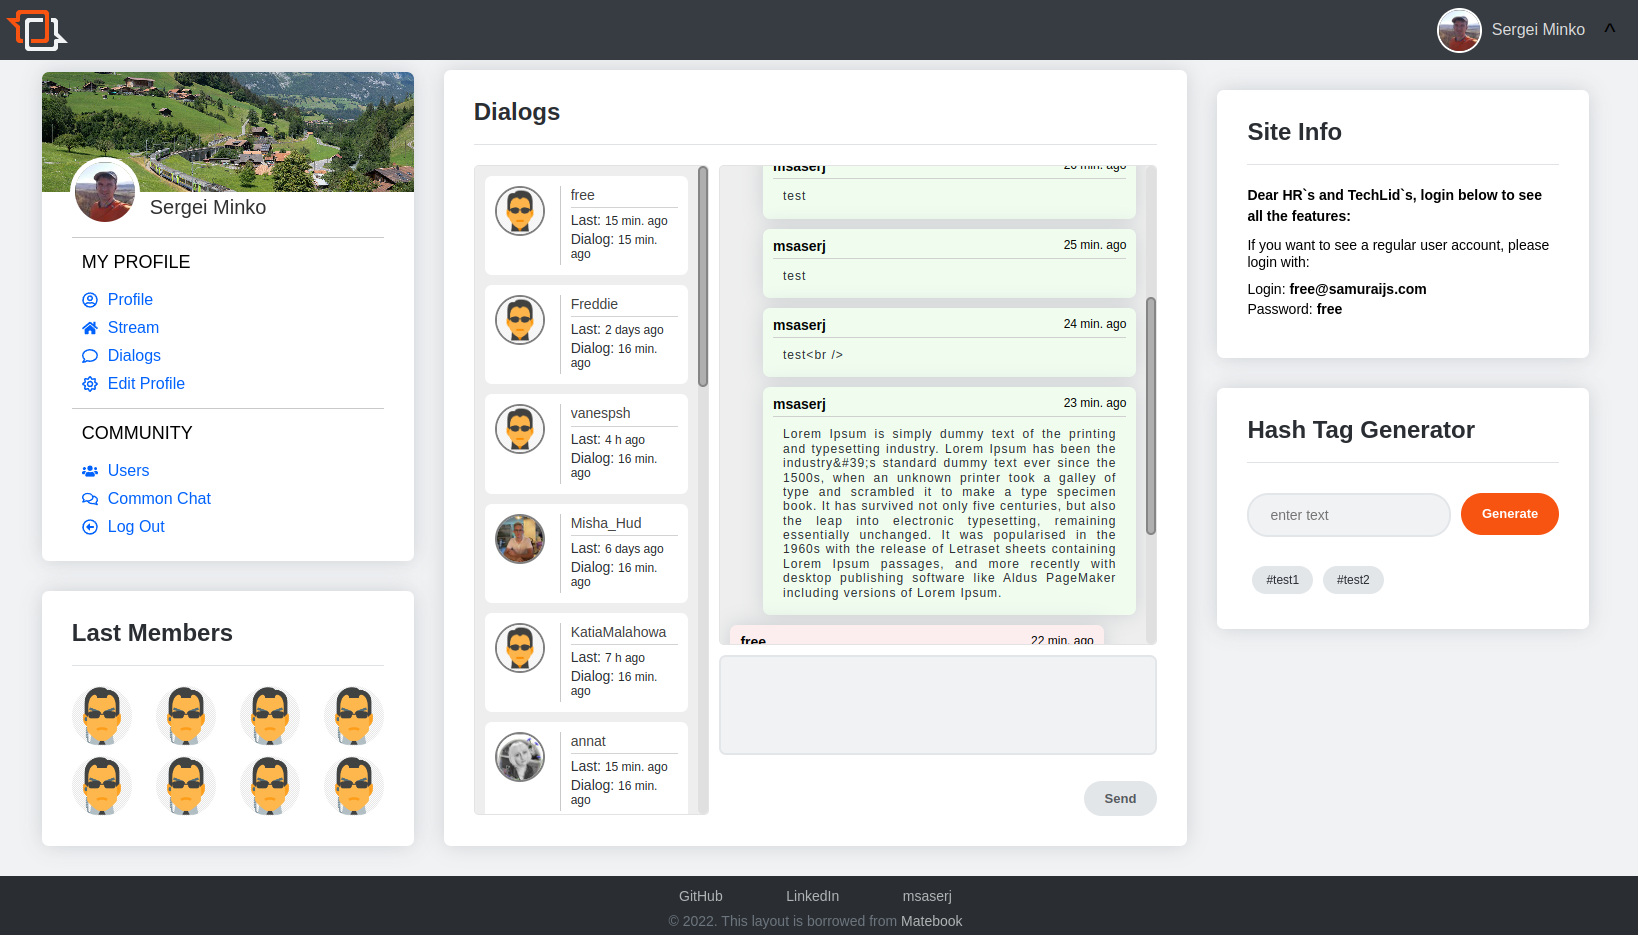 Sergei Minko ^
Sergei Minko
MY PROFILE
Profile
Stream
Dialogs
Edit Profile
COMMUNITY
Users
Common Chat
Log Out
Last Members
Dialogs
free
Last: 15 min. ago
Dialog: 15 min.
ago
Freddie
Last: 2 days ago
Dialog: 16 min.
ago
vanespsh
Last: 4 h ago
Dialog: 16 min.
ago
Misha_Hud
Last: 6 days ago
Dialog: 16 min.
ago
KatiaMalahowa
Last: 7 h ago
Dialog: 16 min.
ago
annat
Last: 15 min. ago
Dialog: 16 min.
ago
msaserj min. ago
test
msaserj 25 min. ago
test
msaserj 24 min. ago
test<br />
msaserj 23 min. ago
Lorem Ipsum is simply dummy text of the printing
and typesetting industry. Lorem Ipsum has been the
industry&#39;s standard dummy text ever since the
1500s, when an unknown printer took a galley of
type and scrambled it to make a type specimen
book. It has survived not only five centuries, but also
the leap into electronic typesetting, remaining
essentially unchanged. It was popularised in the
1960s with the release of Letraset sheets containing
Lorem Ipsum passages, and more recently with
desktop publishing software like Aldus PageMaker
including versions of Lorem Ipsum.
free 22 min. ago
Send
Site Info
Dear HR`s and TechLid`s, login below to see
all the features:
If you want to see a regular user account, please
login with:
Login: free@samuraijs.com
Password: free
Hash Tag Generator
enter text
Generate
#test1 #test2
GitHub LinkedIn msaserj
© 2022. This layout is borrowed from Matebook